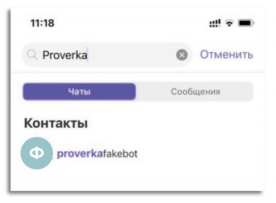 11:18
Proverka
Отменить
Чаты
Сообщения
Контакты
Ф
proverkafakebot